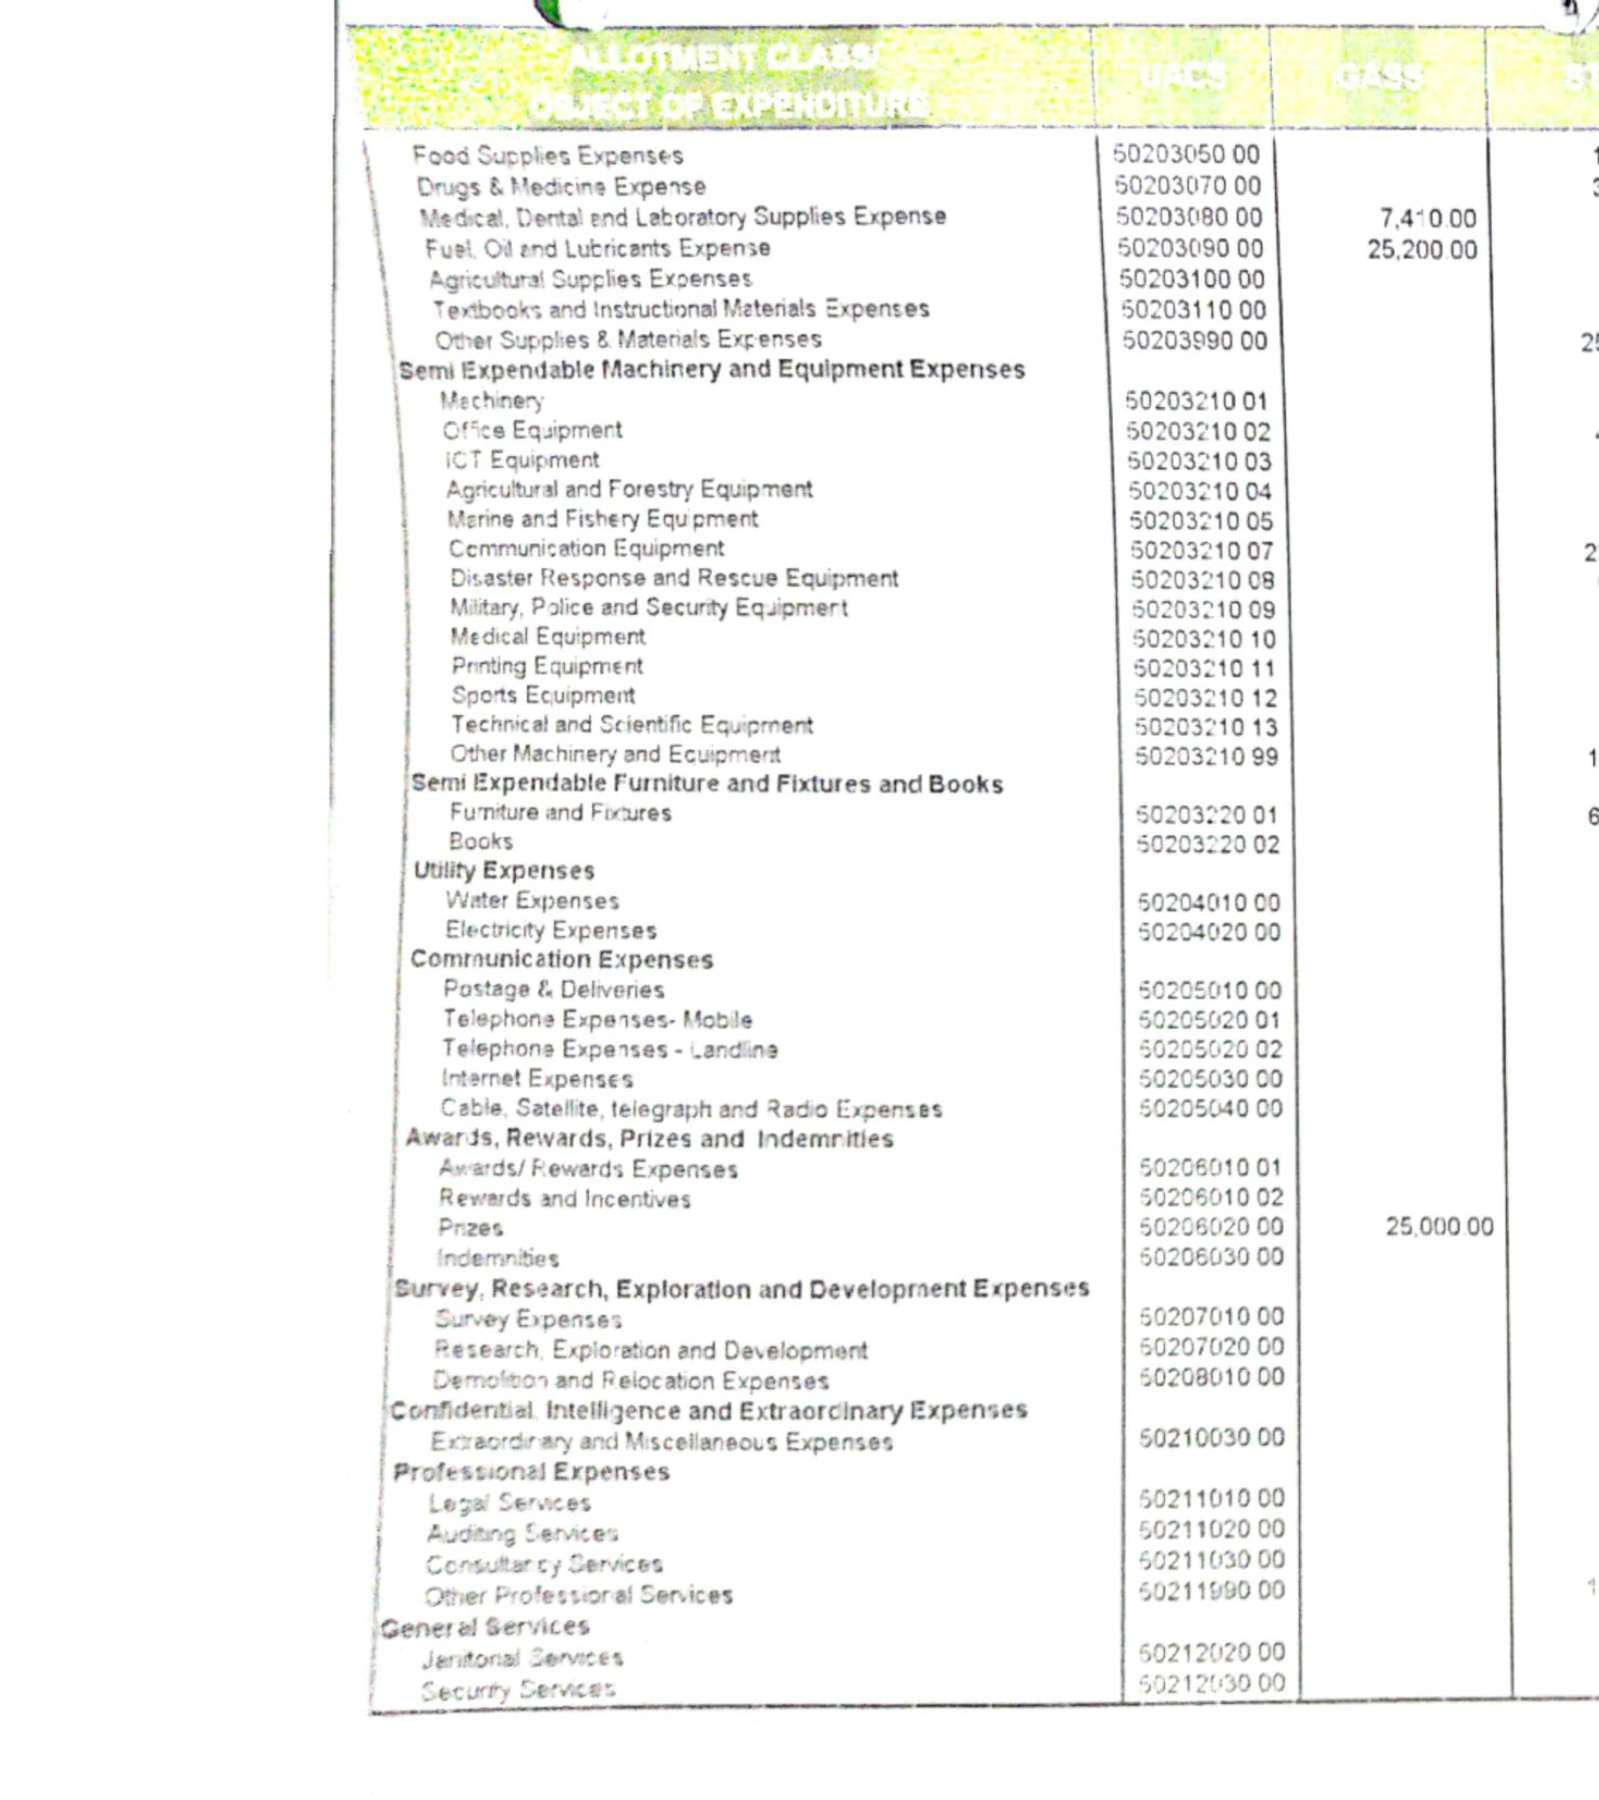 ALLOTMENT CLASS/
OBJECT OF EXPENDITURE UACS GASS ST
Food Supplies Expenses 50203050 00 1
Drugs & Medicine Expense 50203070 00 3
Medical, Dental and Laboratory Supplies Expense 50203080 00 7,410.00
Fuel, Oil and Lubricants Expense 50203090 00 25,200.00
Agricultural Supplies Expenses 50203100 00
Textbooks and Instructional Materials Expenses 50203110 00
Other Supplies & Materials Expenses 50203990 00 25
Semi Expendable Machinery and Equipment Expenses
Machinery 50203210 01
Office Equipment 50203210 02 4
ICT Equipment 50203210 03
Agricultural and Forestry Equipment 50203210 04
Marine and Fishery Equipment 50203210 05
Communication Equipment 50203210 07 2
Disaster Response and Rescue Equipment 50203210 08
Military, Police and Security Equipment 50203210 09
Medical Equipment 50203210 10
Printing Equipment 50203210 11
Sports Equipment 50203210 12
Technical and Scientific Equipment 50203210 13
Other Machinery and Equipment 50203210 99 1
Semi Expendable Furniture and Fixtures and Books
Furniture and Fixtures 50203220 01 6
Books 50203220 02
Utility Expenses
Water Expenses 50204010 00
Electricity Expenses 50204020 00
Communication Expenses
Postage & Deliveries 50205010 00
Telephone Expenses- Mobile 50205020 01
Telephone Expenses - Landline 50205020 02
Internet Expenses 50205030 00
Cable, Satellite, telegraph and Radio Expenses 50205040 00
Awards, Rewards, Prizes and Indemnities
Awards/ Rewards Expenses 50206010 01
Rewards and Incentives 50206010 02
Prizes 50206020 00 25,000.00
Indemnities 50206030 00
Survey, Research, Exploration and Development Expenses
Survey Expenses 50207010 00
Research, Exploration and Development 50207020 00
Demolition and Relocation Expenses 50208010 00
Confidential, Intelligence and Extraordinary Expenses
Extraordinary and Miscellaneous Expenses 50210030 00
Professional Expenses
Legal Services 50211010 00
Auditing Services 50211020 00
Consultancy Services 50211030 00
Other Professional Services 50211990 00 1
General Services
Janitorial Services 50212020 00
Security Services 50212030 00